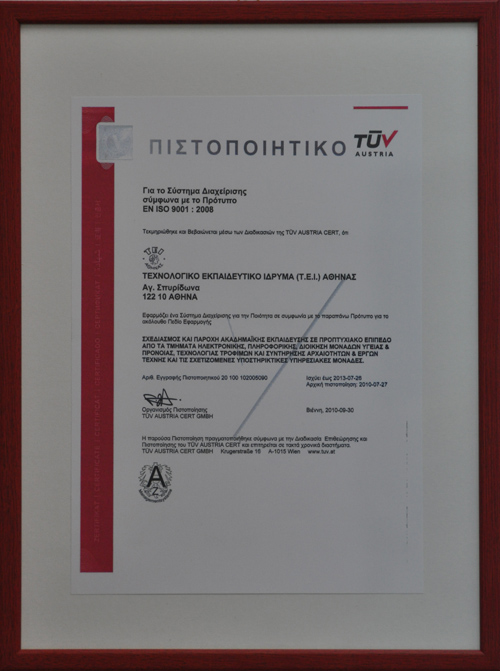 ΠΙΣΤΟΠΟΙΗΤΙΚΟ
TÜV
AUSTRIA
Για το Σύστημα Διαχείρισης
σύμφωνα με το Πρότυπο
EN ISO 9001 : 2008
Τεκμηριώθηκε και Βεβαιώνεται μέσω των Διαδικασιών της TÜV AUSTRIA CERT, ότι
ΤΕΧΝΟΛΟΓΙΚΟ ΕΚΠΑΙΔΕΥΤΙΚΟ ΙΔΡΥΜΑ (Τ.Ε.Ι.) ΑΘΗΝΑΣ
Αγ. Σπυρίδωνα
122 10 ΑΘΗΝΑ
Εφαρμόζει ένα Σύστημα Διαχείρισης για την Ποιότητα σε συμφωνία με το παραπάνω Πρότυπο για το
ακόλουθο Πεδίο Εφαρμογής
ΣΧΕΔΙΑΣΜΟΣ ΚΑΙ ΠΑΡΟΧΗ ΑΚΑΔΗΜΑΪΚΗΣ ΕΚΠΑΙΔΕΥΣΗΣ ΣΕ ΠΡΟΠΤΥΧΙΑΚΟ ΕΠΙΠΕΔΟ
ΑΠΟ ΤΑ ΤΜΗΜΑΤΑ ΗΛΕΚΤΡΟΝΙΚΗΣ, ΠΛΗΡΟΦΟΡΙΚΗΣ, ΔΙΟΙΚΗΣΗ ΜΟΝΑΔΩΝ ΥΓΕΙΑΣ &
ΠΡΟΝΟΙΑΣ, ΤΕΧΝΟΛΟΓΙΑΣ ΤΡΟΦΙΜΩΝ ΚΑΙ ΣΥΝΤΗΡΗΣ ΑΡΧΑΙΟΤΗΤΩΝ & ΕΡΓΩΝ
ΤΕΧΝΗΣ ΚΑΙ ΤΙΣ ΣΧΕΤΙΖΟΜΕΝΕΣ ΥΠΟΣΤΗΡΙΚΤΙΚΕΣ ΥΠΗΡΕΣΙΑΚΕΣ ΜΟΝΑΔΕΣ.
Αριθ. Εγγραφής Πιστοποιητικού 20 100 102005090
Ισχύει έως 2013-07-26
Αρχική πιστοποίηση: 2010-07-27
Οργανισμός Πιστοποίησης
TÜV AUSTRIA CERT GMBH
Βιέννη, 2010-09-30
Η παρούσα Πιστοποίηση πραγματοποιήθηκε σύμφωνα με την Διαδικασία Επιθεώρησης και
Πιστοποίησης του TÜV AUSTRIA CERT και επιτηρείται σε τακτά χρονικά διαστήματα.
TÜV AUSTRIA CERT GMBH Krugerstraße 16 A-1015 Wien www.tuv.at